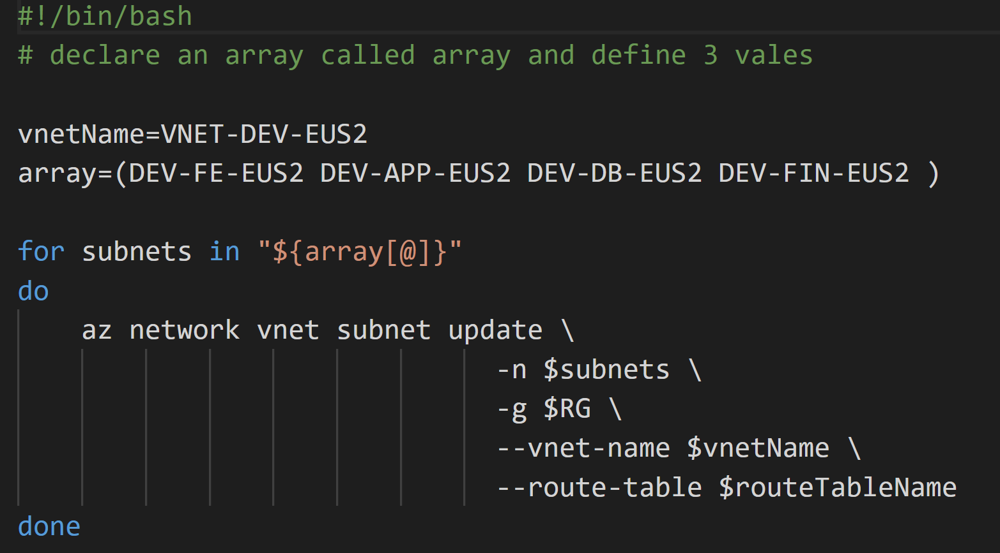 #!/bin/bash
# declare an array called array and define 3 vales
vnetName=VNET-DEV-EUS2
array=(DEV-FE-EUS2 DEV-APP-EUS2 DEV-DB-EUS2 DEV-FIN-EUS2 )
for subnets in "${array[@]}"
do
az network vnet subnet update \
-n $subnets \
-g $RG \
--vnet-name $vnetName \
--route-table $routeTableName
done